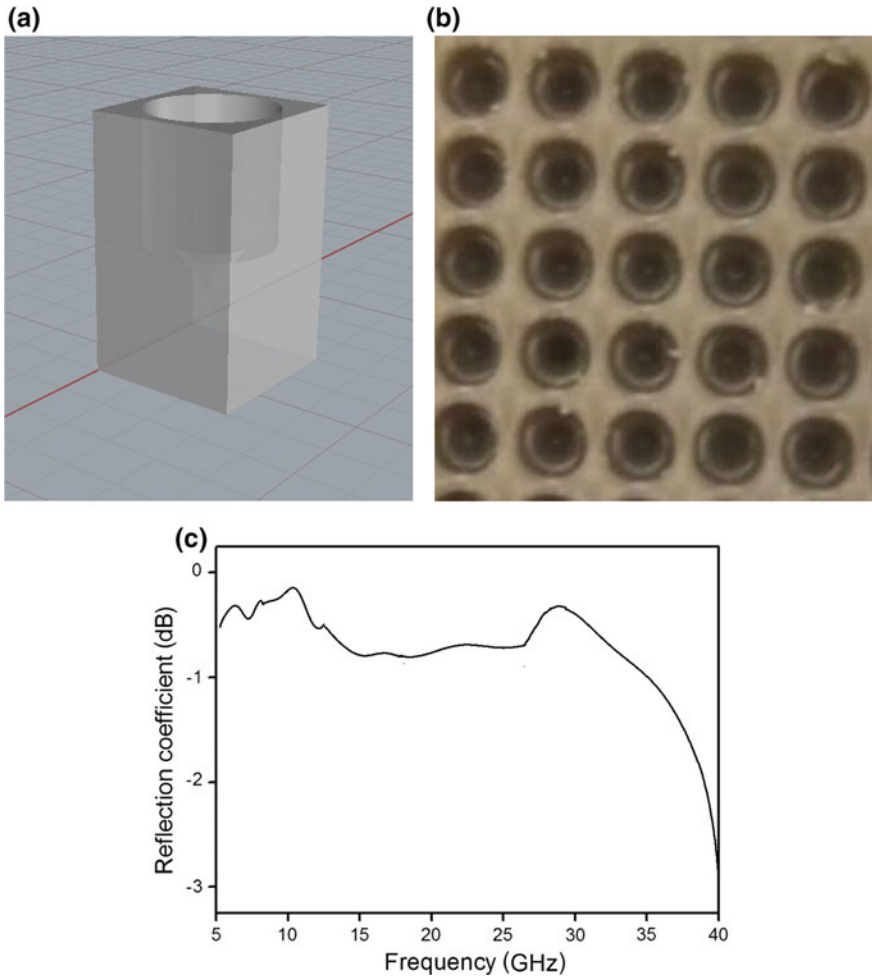 (a)
(b)
(c)
0
-1
-2
-3
Reflection coefficient (dB)
5 10 15 20 25 30 35 40
Frequency (GHz)